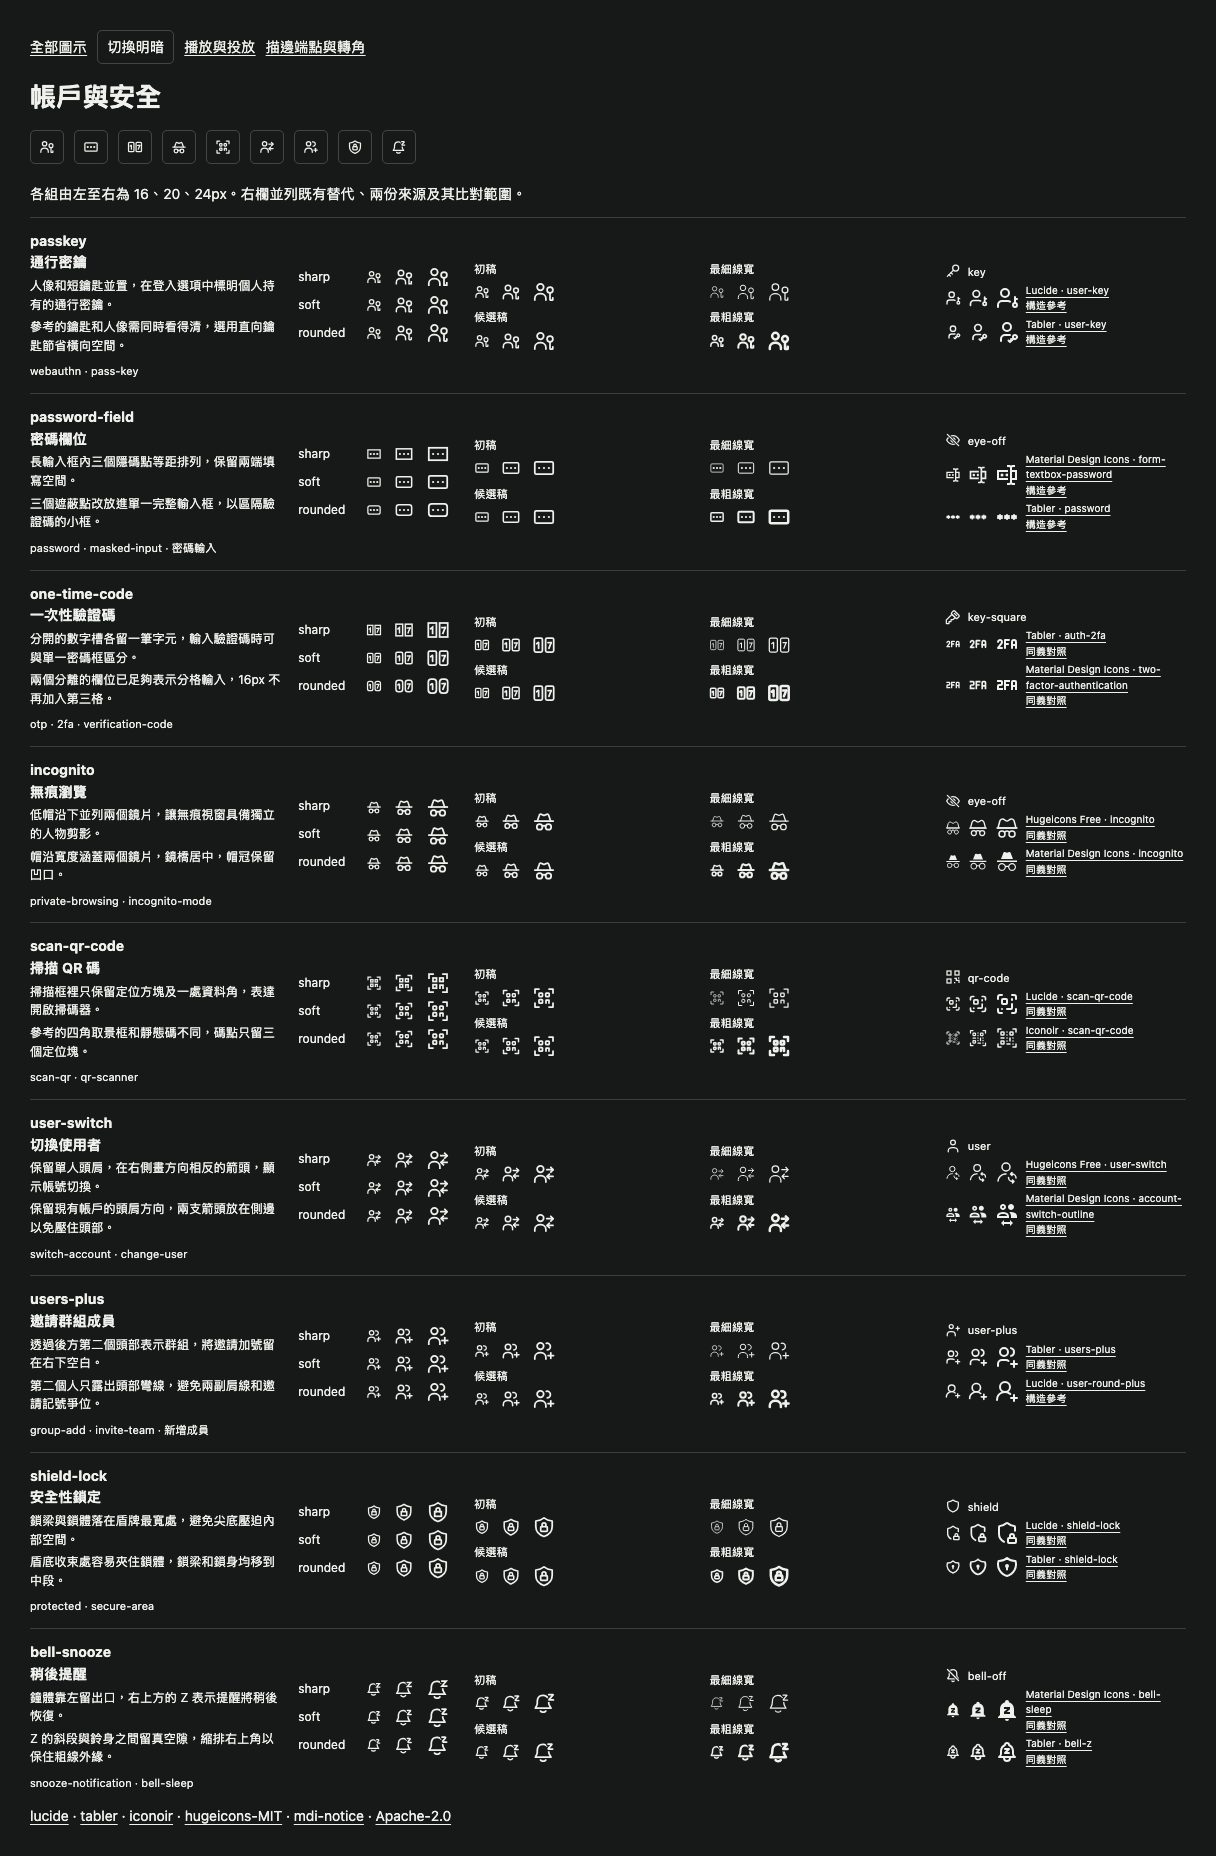 全部圖示 切換明暗 播放與投放 描邊端點與轉角
帳戶與安全
各組由左至右為 16、20、24px。右欄並列既有替代、兩份來源及其比對範圍。
passkey
通行密鑰
人像和短鑰匙並置，在登入選項中標明個人持
有的通行密鑰。
參考的鑰匙和人像需同時看得清，選用直向鑰
匙節省橫向空間。
webauthn · pass-key
sharp
soft
rounded
初稿
候選稿
最細線寬
最粗線寬
key
Lucide · user-key
構造參考
Tabler · user-key
構造參考
password-field
密碼欄位
長輸入框內三個隱碼點等距排列，保留兩端填
寫空間。
三個遮蔽點改放進單一完整輸入框，以區隔驗
證碼的小框。
password · masked-input · 密碼輸入
sharp
soft
rounded
初稿
候選稿
最細線寬
最粗線寬
eye-off
Material Design Icons · form-
textbox-password
構造參考
Tabler · password
構造參考
one-time-code
一次性驗證碼
分開的數字槽各留一筆字元，輸入驗證碼時可
與單一密碼框區分。
兩個分離的欄位已足夠表示分格輸入，16px 不
再加入第三格。
otp · 2fa · verification-code
sharp
soft
rounded
初稿
候選稿
最細線寬
最粗線寬
key-square
Tabler · auth-2fa
同義對照
Material Design Icons · two-
factor-authentication
同義對照
incognito
無痕瀏覽
低帽沿下並列兩個鏡片，讓無痕視窗具備獨立
的人物剪影。
帽沿寬度涵蓋兩個鏡片，鏡橋居中，帽冠保留
凹口。
private-browsing · incognito-mode
sharp
soft
rounded
初稿
候選稿
最細線寬
最粗線寬
eye-off
Hugeicons Free · incognito
同義對照
Material Design Icons · incognito
同義對照
scan-qr-code
掃描 QR 碼
掃描框裡只保留定位方塊及一處資料角，表達
開啟掃碼器。
參考的四角取景框和靜態碼不同，碼點只留三
個定位塊。
scan-qr · qr-scanner
sharp
soft
rounded
初稿
候選稿
最細線寬
最粗線寬
qr-code
Lucide · scan-qr-code
同義對照
Iconoir · scan-qr-code
同義對照
user-switch
切換使用者
保留單人頭肩，在右側畫方向相反的箭頭，顯
示帳號切換。
保留現有帳戶的頭肩方向，兩支箭頭放在側邊
以免壓住頭部。
switch-account · change-user
sharp
soft
rounded
初稿
候選稿
最細線寬
最粗線寬
user
Hugeicons Free · user-switch
同義對照
Material Design Icons · account-
switch-outline
同義對照
users-plus
邀請群組成員
透過後方第二個頭部表示群組，將邀請加號留
在右下空白。
第二個人只露出頭部彎線，避免兩副肩線和邀
請記號爭位。
group-add · invite-team · 新增成員
sharp
soft
rounded
初稿
候選稿
最細線寬
最粗線寬
user-plus
Tabler · users-plus
同義對照
Lucide · user-round-plus
構造參考
shield-lock
安全性鎖定
鎖梁與鎖體落在盾牌最寬處，避免尖底壓迫內
部空間。
盾底收束處容易夾住鎖體，鎖梁和鎖身均移到
中段。
protected · secure-area
sharp
soft
rounded
初稿
候選稿
最細線寬
最粗線寬
shield
Lucide · shield-lock
同義對照
Tabler · shield-lock
同義對照
bell-snooze
稍後提醒
鐘體靠左留出口，右上方的 Z 表示提醒將稍後
恢復。
Z 的斜段與鈴身之間留真空隙，縮排右上角以
保住粗線外緣。
snooze-notification · bell-sleep
sharp
soft
rounded
初稿
候選稿
最細線寬
最粗線寬
bell-off
Material Design Icons · bell-
sleep
同義對照
Tabler · bell-z
同義對照
lucide · tabler · iconoir · hugeicons-MIT · mdi-notice · Apache-2.0